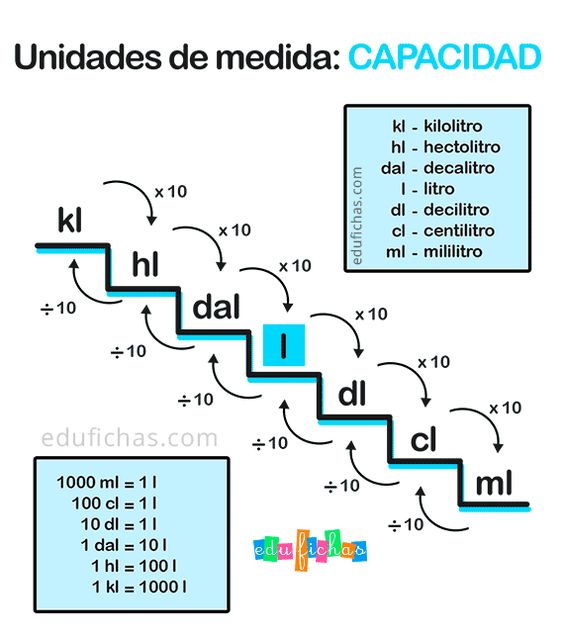 Unidades de medida: CAPACIDAD
kl - kilolitro
hl - hectolitro
dal - decalitro
l - litro
dl - decilitro
cl - centilitro
ml - mililitro
edufichas.com
kl
x 10
hl
x 10
÷10
dal
x 10
÷10
l
x 10
÷10
dl
x 10
÷10
cl
x 10
÷10
ml
÷10
edufichas.com
1000 ml = 1 l
100 cl = 1 l
10 dl = 1 l
1 dal = 10 l
1 hl = 100 l
1 kl = 1000 l
edufichas